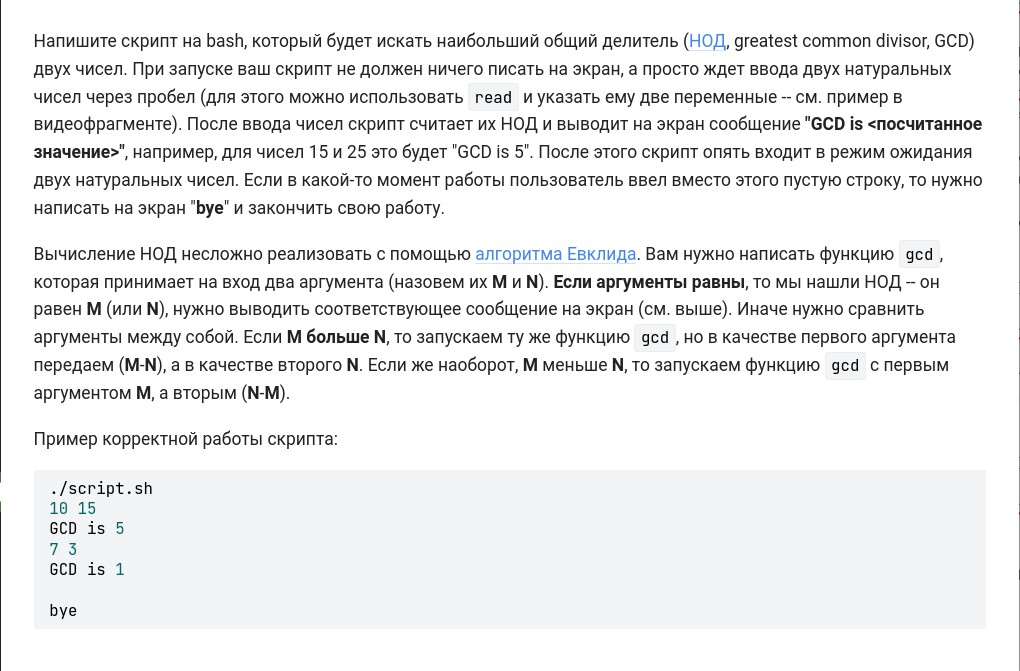 Напишите скрипт на bash, который будет искать наибольший общий делитель (НОД, greatest common divisor, GCD)
двух чисел. При запуске ваш скрипт не должен ничего писать на экран, а просто ждет ввода двух натуральных
чисел через пробел (для этого можно использовать read и указать ему две переменные -- см. пример в
видеофрагменте). После ввода чисел скрипт считает их НОД и выводит на экран сообщение "GCD is <посчитанное
значение>", например, для чисел 15 и 25 это будет "GCD is 5". После этого скрипт опять входит в режим ожидания
двух натуральных чисел. Если в какой-то момент работы пользователь ввел вместо этого пустую строку, то нужно
написать на экран "bye" и закончить свою работу.
Вычисление НОД несложно реализовать с помощью алгоритма Евклида. Вам нужно написать функцию gcd,
которая принимает на вход два аргумента (назовем их M и N). Если аргументы равны, то мы нашли НОД -- он
равен M (или N), нужно выводить соответствующее сообщение на экран (см. выше). Иначе нужно сравнить
аргументы между собой. Если M больше N, то запускаем ту же функцию gcd, но в качестве первого аргумента
передаем (M-N), а в качестве второго N. Если же наоборот, M меньше N, то запускаем функцию gcd с первым
аргументом M, а вторым (N-M).
Пример корректной работы скрипта:
./script.sh
10 15
GCD is 5
7 3
GCD is 1
bye